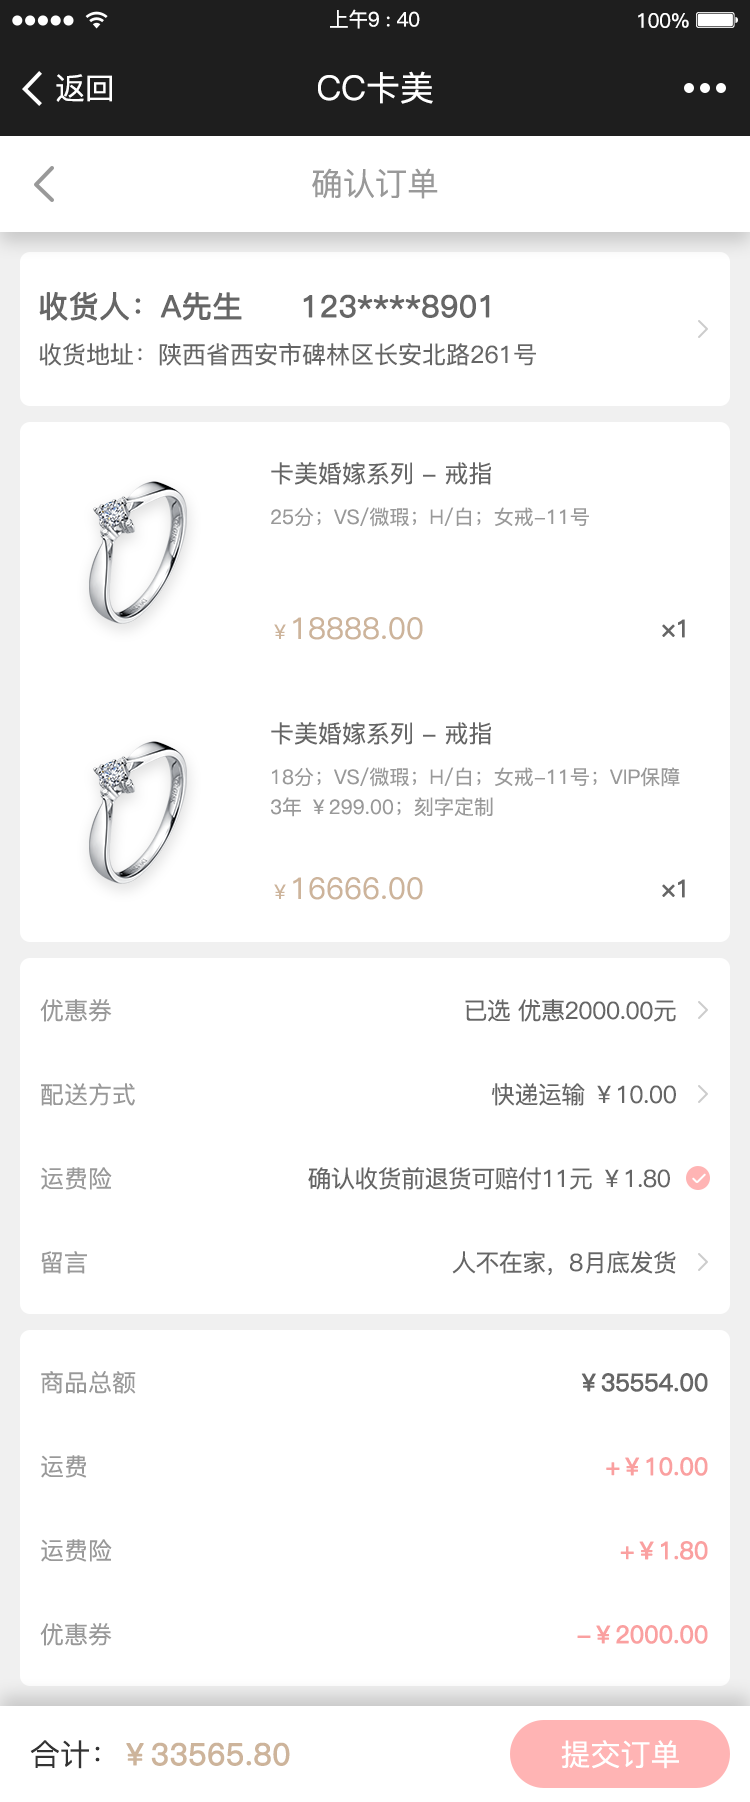 上午9 : 40
100%
返回
CC卡美
确认订单
收货人：A先生 123****8901
收货地址：陕西省西安市碑林区长安北路261号
卡美婚嫁系列 – 戒指
25分；VS/微瑕；H/白；女戒–11号
¥18888.00 ×1
卡美婚嫁系列 – 戒指
18分；VS/微瑕；H/白；女戒–11号；VIP保障
3年 ¥299.00；刻字定制
¥16666.00 ×1
优惠券 已选 优惠2000.00元
配送方式 快递运输 ¥10.00
运费险 确认收货前退货可赔付11元 ¥1.80
留言 人不在家，8月底发货
商品总额 ¥35554.00
运费 +¥10.00
运费险 +¥1.80
优惠券 –¥2000.00
合计： ¥33565.80
提交订单